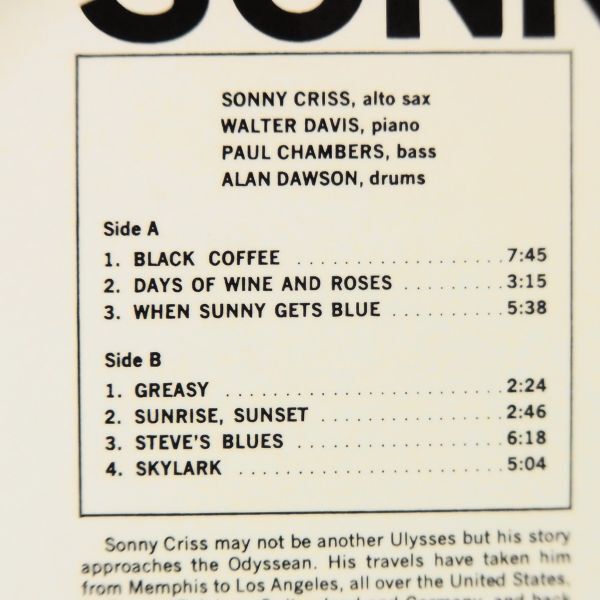 SONN
SONNY CRISS, alto sax
WALTER DAVIS, piano
PAUL CHAMBERS, bass
ALAN DAWSON, drums
Side A
1. BLACK COFFEE ................... 7:45
2. DAYS OF WINE AND ROSES .......... 3:15
3. WHEN SUNNY GETS BLUE .......... 5:38
Side B
1. GREASY ......................... 2:24
2. SUNRISE, SUNSET ................. 2:46
3. STEVE'S BLUES ................... 6:18
4. SKYLARK ........................ 5:04
Sonny Criss may not be another Ulysses but his story
approaches the Odyssean. His travels have taken him
from Memphis to Los Angeles, all over the United States,